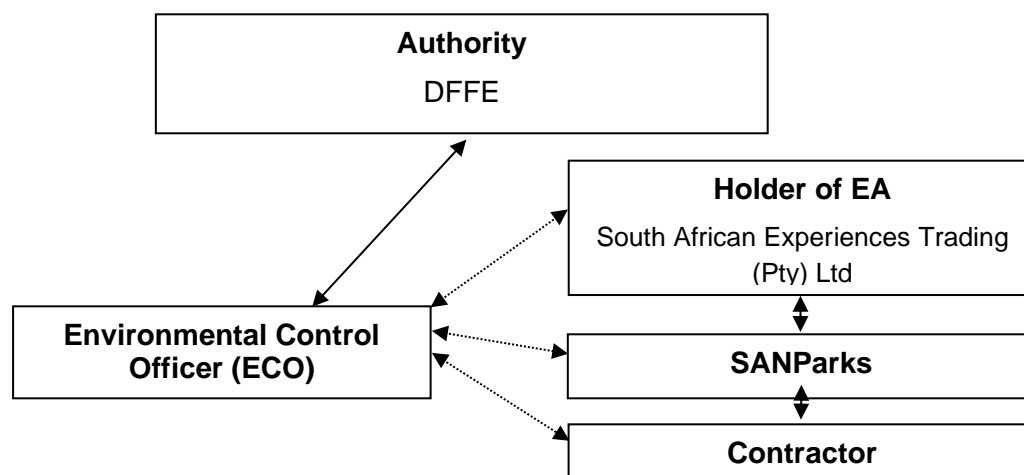 Authority
DFFE
Holder of EA
South African Experiences Trading
(Pty) Ltd
Environmental Control
Officer (ECO)
SANParks
Contractor